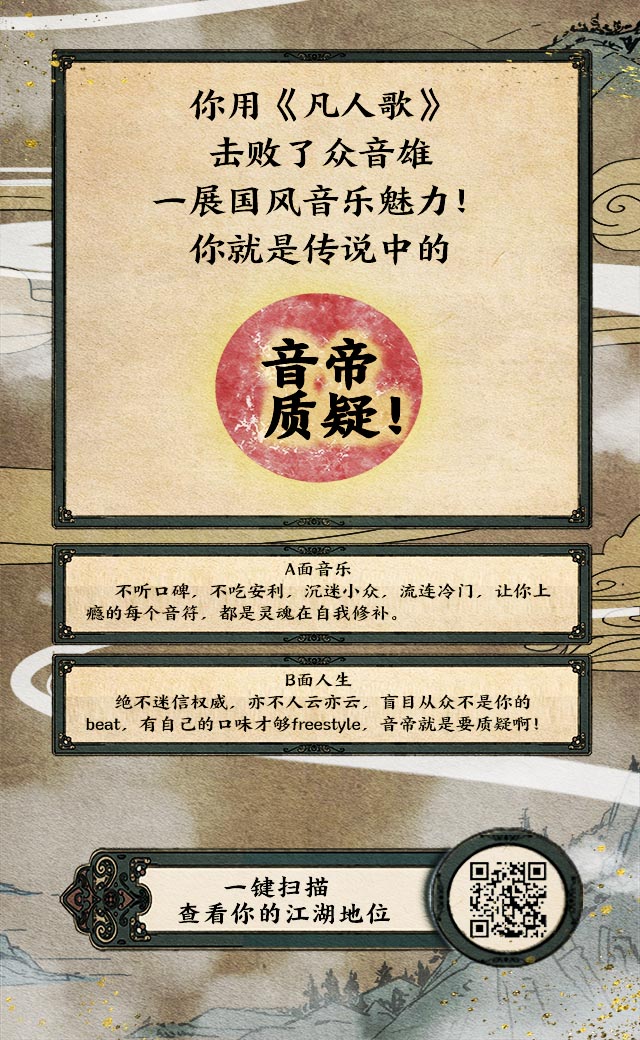 你用《凡人歌》
击败了众音雄
一展国风音乐魅力！
你就是传说中的
音帝
质疑！
A面音乐
不听口碑，不吃安利，沉迷小众，流连冷门，让你上
瘾的每个音符，都是灵魂在自我修补。
B面人生
绝不迷信权威，亦不人云亦云，盲目从众不是你的
beat，有自己的口味才够freestyle，音帝就是要质疑啊！
一键扫描
查看你的江湖地位